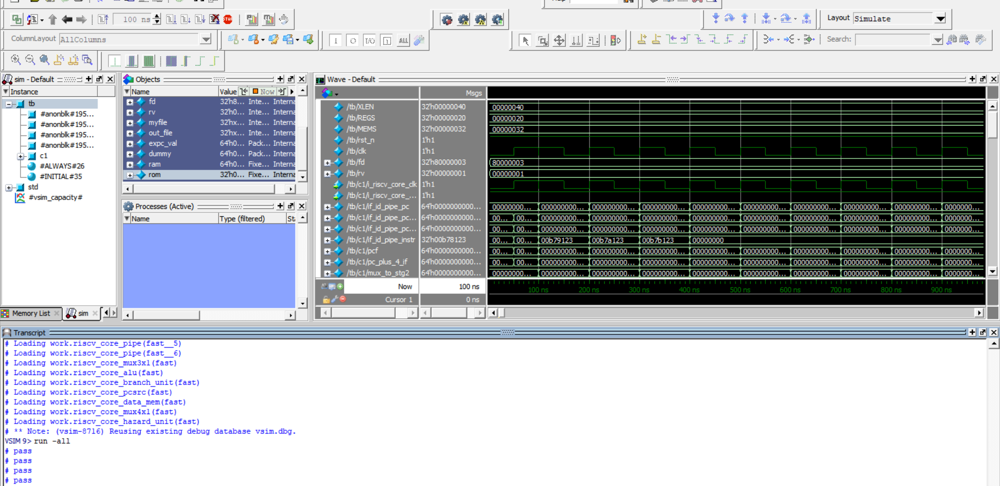 100 ns
STOP
Layout Simulate
ColumnLayout AllColumns
I/O
ALL
Search:
sim - Default
Instance
tb
#anonblk#195...
#anonblk#195...
#anonblk#195...
#anonblk#195...
c1
#ALWAYS#26
#INITIAL#35
std
#vsim_capacity#
Memory List
sim
Objects
Name Value Now
fd 32'h8... Inte... Interna
rv 32'h0... Inte... Interna
myfile 32'hx... Inte... Interna
out_file 32'hx... Inte... Interna
expc_val 64'h0... Pack... Interna
dummy 64'h0... Pack... Interna
ram 64'h0... Fixe... Interna
rom 32'h0... Fixe... Interna
Processes (Active)
Name Type (filtered) Sta
Wave - Default
Msgs
/tb/XLEN 32'h00000040 00000040
/tb/REGS 32'h00000020 00000020
/tb/MEMS 32'h00000032 00000032
/tb/rst_n 1'h1
/tb/clk 1'h1
/tb/fd 32'h80000003 80000003
/tb/rv 32'h00000001 00000001
/tb/c1/i_riscv_core_clk 1'h1
/tb/c1/i_riscv_core_... 1'h1
/tb/c1/if_id_pipe_pc 64'h0000000000... 00000000... 000000000... 000000000... 000000000... 000000000... 000000000... 000000000... 000000000... 000000000... 0000000...
/tb/c1/if_id_pipe_pc... 64'h0000000000... 00... 00... 000000000... 000000000... 000000000... 000000000... 000000000... 000000000... 000000000... 000000000... 0000000...
/tb/c1/if_id_pipe_pc... 64'h0000000000... 00... 00... 000000000... 000000000... 000000000... 000000000... 000000000... 000000000... 000000000... 000000000... 0000000...
/tb/c1/if_id_pipe_instr 32'h00b78123 00... 00... 00b79123 00b7a123 00b7b123 00000000
/tb/c1/pcf 64'h0000000000... 00... 00... 000000000... 000000000... 000000000... 000000000... 000000000... 000000000... 000000000... 000000000... 0000000...
/tb/c1/pc_plus_4_if 64'h0000000000... 00... 00... 000000000... 000000000... 000000000... 000000000... 000000000... 000000000... 000000000... 000000000... 0000000...
/tb/c1/mux_to_stg2 64'h0000000000... 00000000... 000000000... 000000000... 000000000... 000000000... 000000000... 000000000... 000000000... 000000000... 0000000...
Now 100 ns
100 ns 200 ns 300 ns 400 ns 500 ns 600 ns 700 ns 800 ns 900 ns
Cursor 1 0 ns
Transcript
# Loading work.riscv_core_pipe(fast__5)
# Loading work.riscv_core_pipe(fast__6)
# Loading work.riscv_core_mux3x1(fast)
# Loading work.riscv_core_alu(fast)
# Loading work.riscv_core_branch_unit(fast)
# Loading work.riscv_core_pcsrc(fast)
# Loading work.riscv_core_data_mem(fast)
# Loading work.riscv_core_mux4x1(fast)
# Loading work.riscv_core_hazard_unit(fast)
# ** Note: (vsim-8716) Reusing existing debug database vsim.dbg.
VSIM 9> run -all
# pass
# pass
# pass
# pass